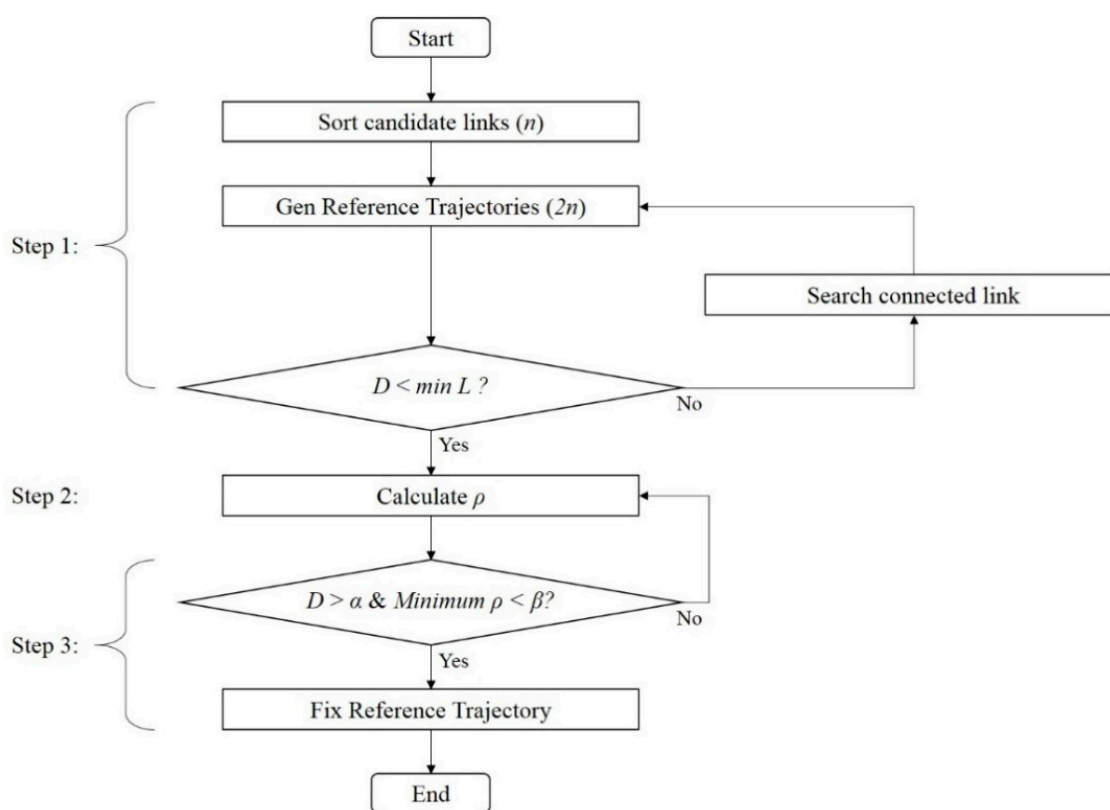 Start
Sort candidate links (n)
Gen Reference Trajectories (2n)
Step 1:
Search connected link
D < min L ?
No
Yes
Step 2:
Calculate ρ
D > α & Minimum ρ < β?
No
Step 3:
Yes
Fix Reference Trajectory
End